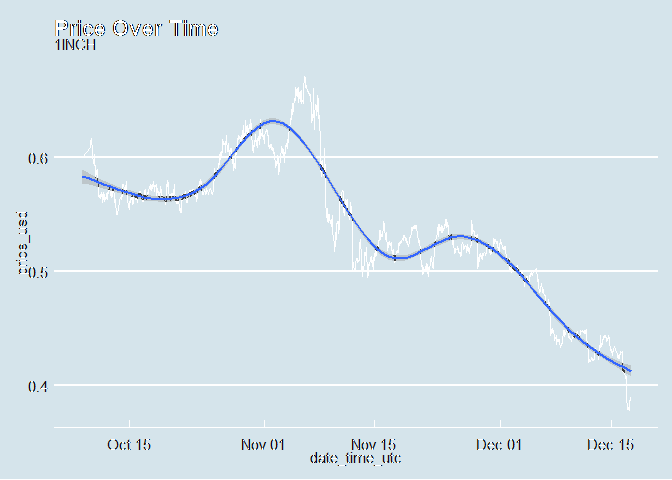 Price Over Time
1INCH
0.6
price_usd
0.5
0.4
Oct 15 Nov 01 Nov 15 Dec 01 Dec 15
date_time_utc